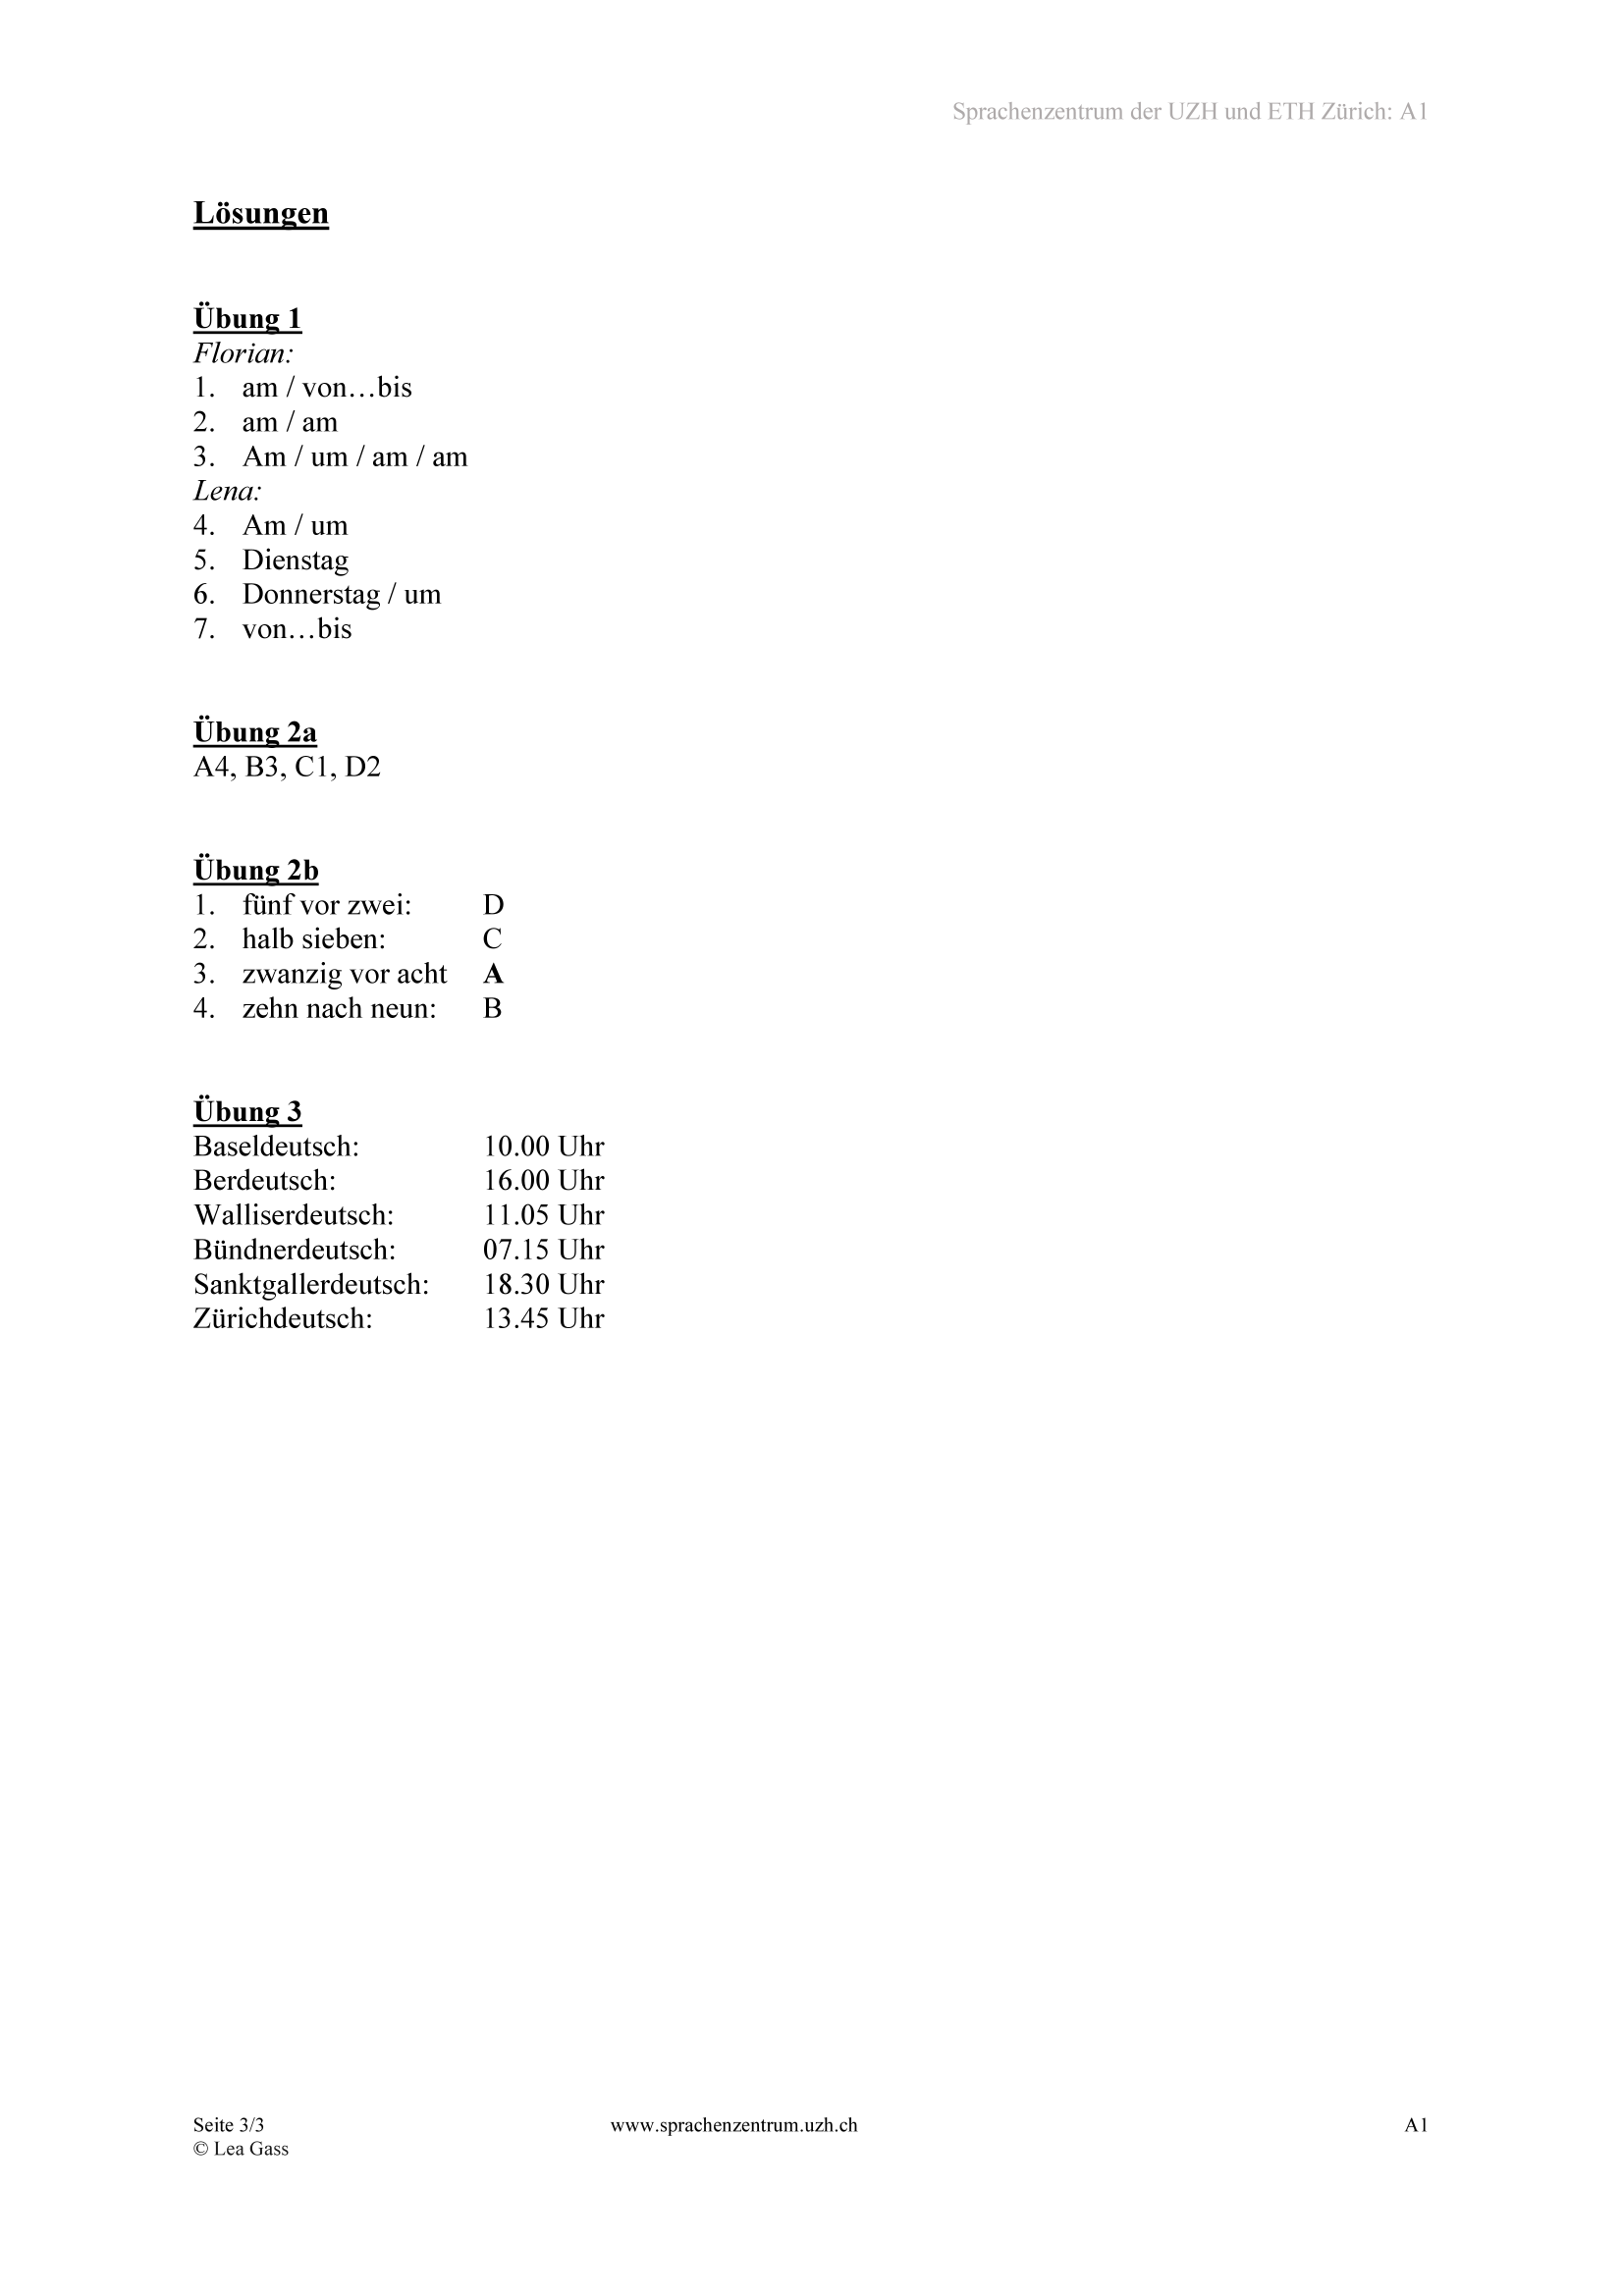 Sprachenzentrum der UZH und ETH Zürich: A1
Lösungen
Übung 1
Florian:
1. am / von…bis
2. am / am
3. Am / um / am / am
Lena:
4. Am / um
5. Dienstag
6. Donnerstag / um
7. von…bis
Übung 2a
A4, B3, C1, D2
Übung 2b
1. fünf vor zwei: D
2. halb sieben: C
3. zwanzig vor acht A
4. zehn nach neun: B
Übung 3
Baseldeutsch: 10.00 Uhr
Berdeutsch: 16.00 Uhr
Walliserdeutsch: 11.05 Uhr
Bündnerdeutsch: 07.15 Uhr
Sanktgallerdeutsch: 18.30 Uhr
Zürichdeutsch: 13.45 Uhr
Seite 3/3 www.sprachenzentrum.uzh.ch A1
© Lea Gass